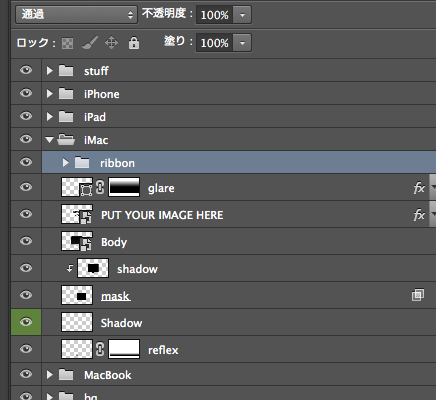 通過 不透明度: 100%
ロック: 塗り: 100%
stuff
iPhone
iPad
iMac
ribbon
glare fx
PUT YOUR IMAGE HERE fx
Body
shadow
mask
Shadow
reflex
MacBook
bg